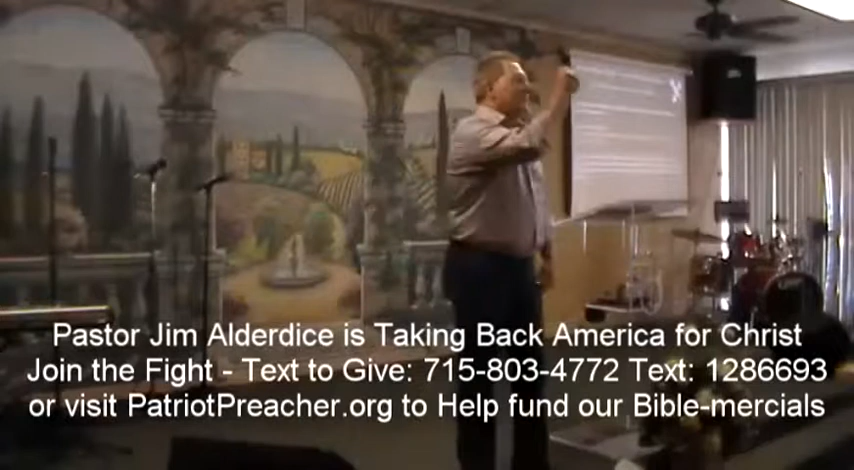 Pastor Jim Alderdice is Taking Back America for Christ
Join the Fight - Text to Give: 715-803-4772 Text: 1286693
or visit PatriotPreacher.org to Help fund our Bible-mercials